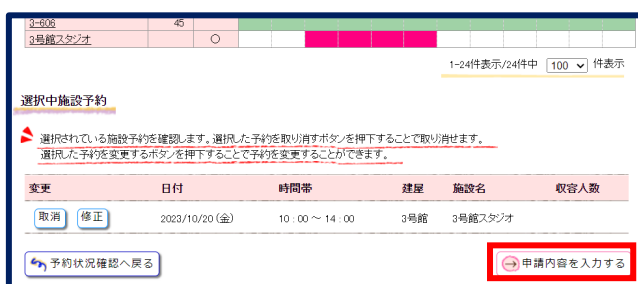 3-606 45
3号館スタジオ ○
1-24件表示/24件中 100 件表示
選択中施設予約
選択されている施設予約を確認します。選択した予約を取り消すボタンを押下することで取り消せます。
選択した予約を変更するボタンを押下することで予約を変更することができます。
変更 日付 時間帯 建屋 施設名 収容人数
取消 修正 2023/10/20(金) 10:00~14:00 3号館 3号館スタジオ
予約状況確認へ戻る 申請内容を入力する